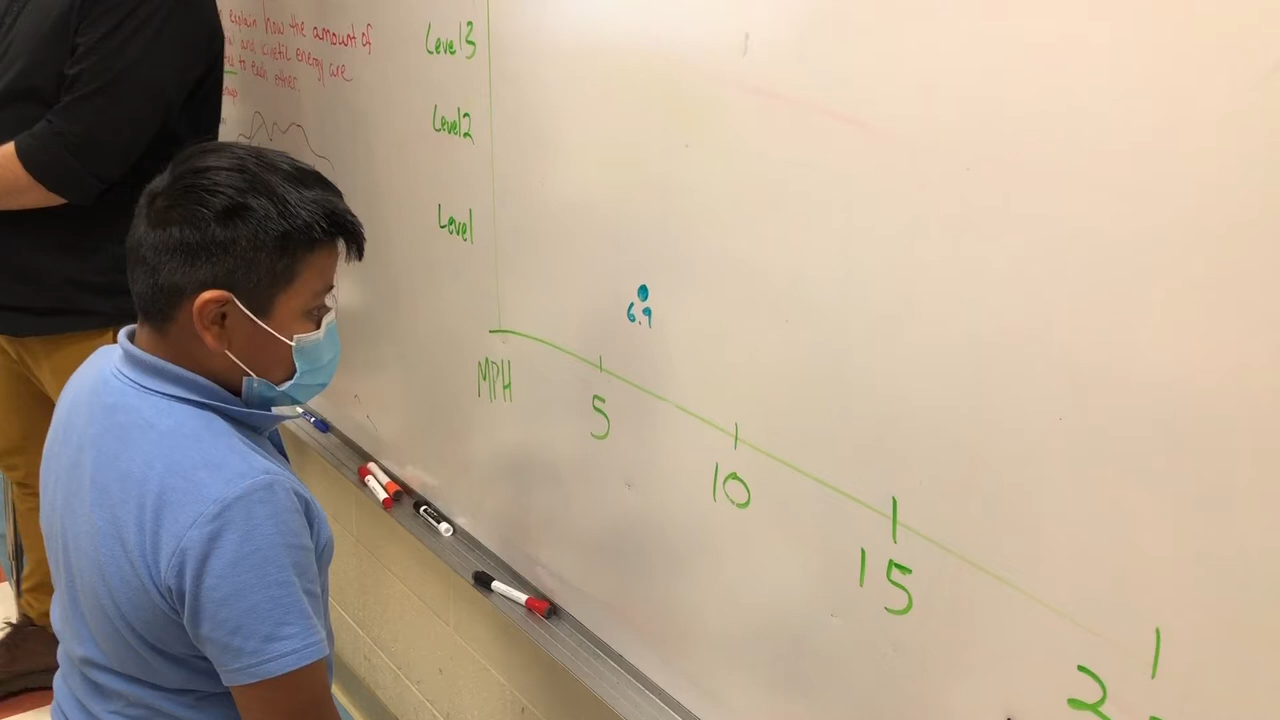 explain how the amount of
and kinetic energy are
to each other.
Level 3
Level 2
Level
6.9
MPH
5
10
15
2